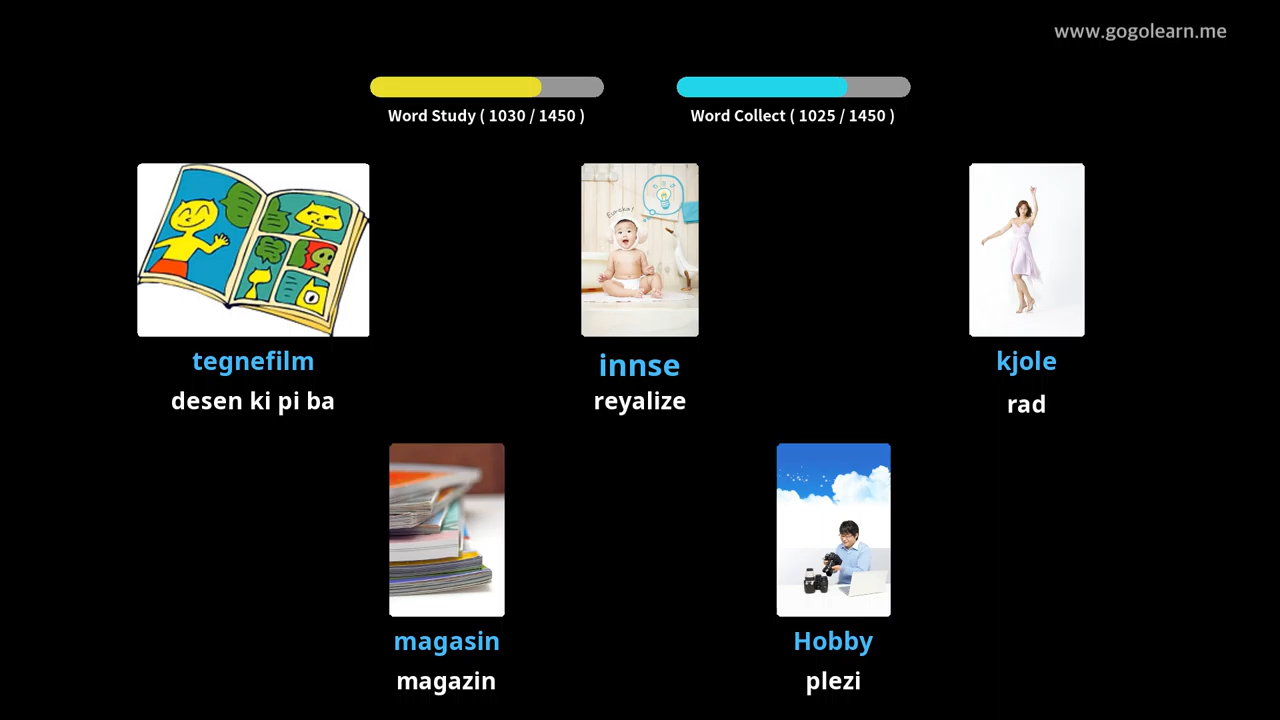 www.gogolearn.me
Word Study ( 1030 / 1450 )
Word Collect ( 1025 / 1450 )
Eureka!
tegnefilm
desen ki pi ba
innse
reyalize
kjole
rad
magasin
magazin
Hobby
plezi